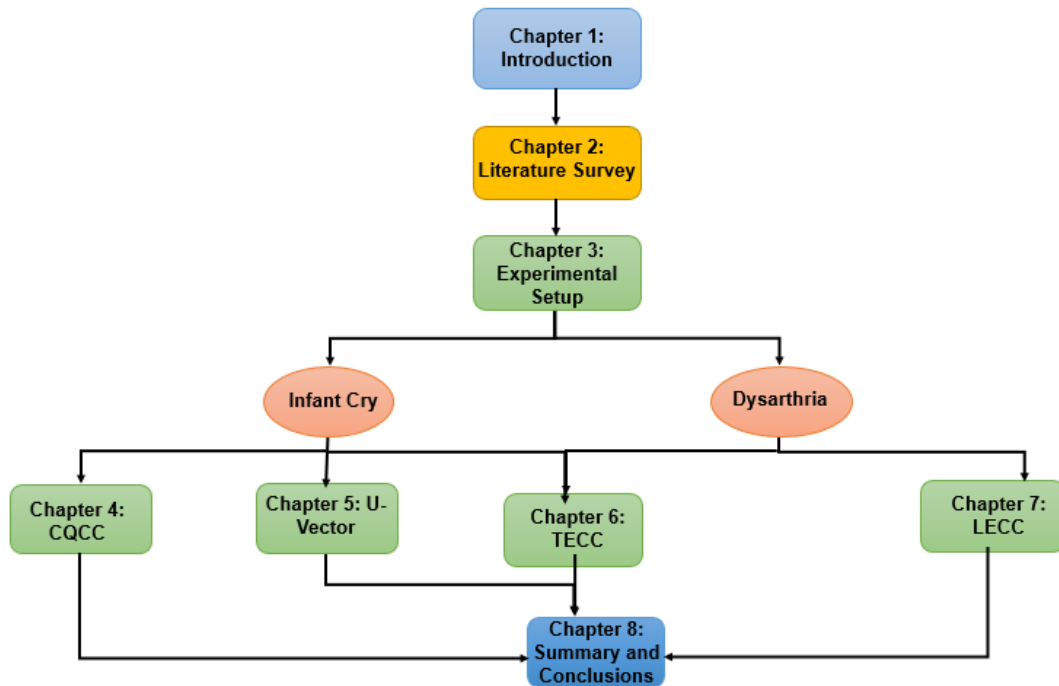 Chapter 1:
Introduction
Chapter 2:
Literature Survey
Chapter 3:
Experimental
Setup
Infant Cry
Dysarthria
Chapter 4:
CQCC
Chapter 5: U-
Vector
Chapter 6:
TECC
Chapter 7:
LECC
Chapter 8:
Summary and
Conclusions